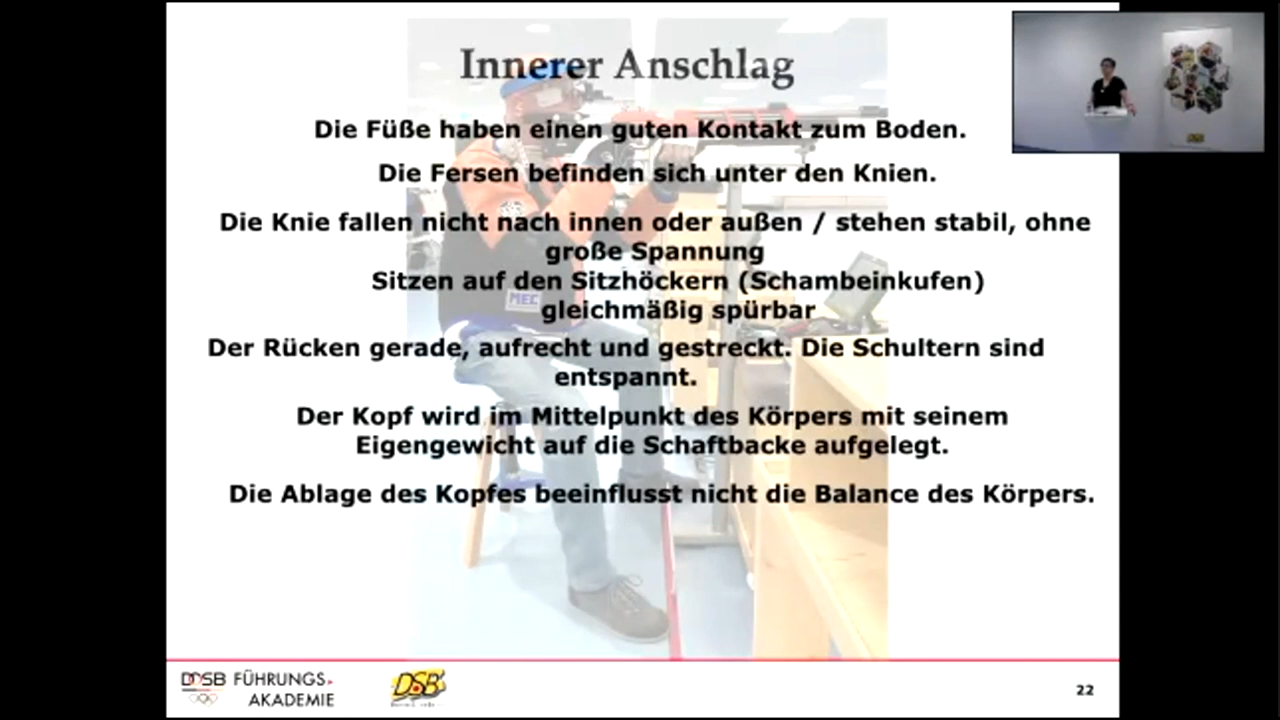 Innerer Anschlag
Die Füße haben einen guten Kontakt zum Boden.
Die Fersen befinden sich unter den Knien.
Die Knie fallen nicht nach innen oder außen / stehen stabil, ohne
große Spannung
Sitzen auf den Sitzhöckern (Schambeinkufen)
gleichmäßig spürbar
Der Rücken gerade, aufrecht und gestreckt. Die Schultern sind
entspannt.
Der Kopf wird im Mittelpunkt des Körpers mit seinem
Eigengewicht auf die Schaftbacke aufgelegt.
Die Ablage des Kopfes beeinflusst nicht die Balance des Körpers.
MEC
DOSB FÜHRUNGS
AKADEMIE
DSB
22